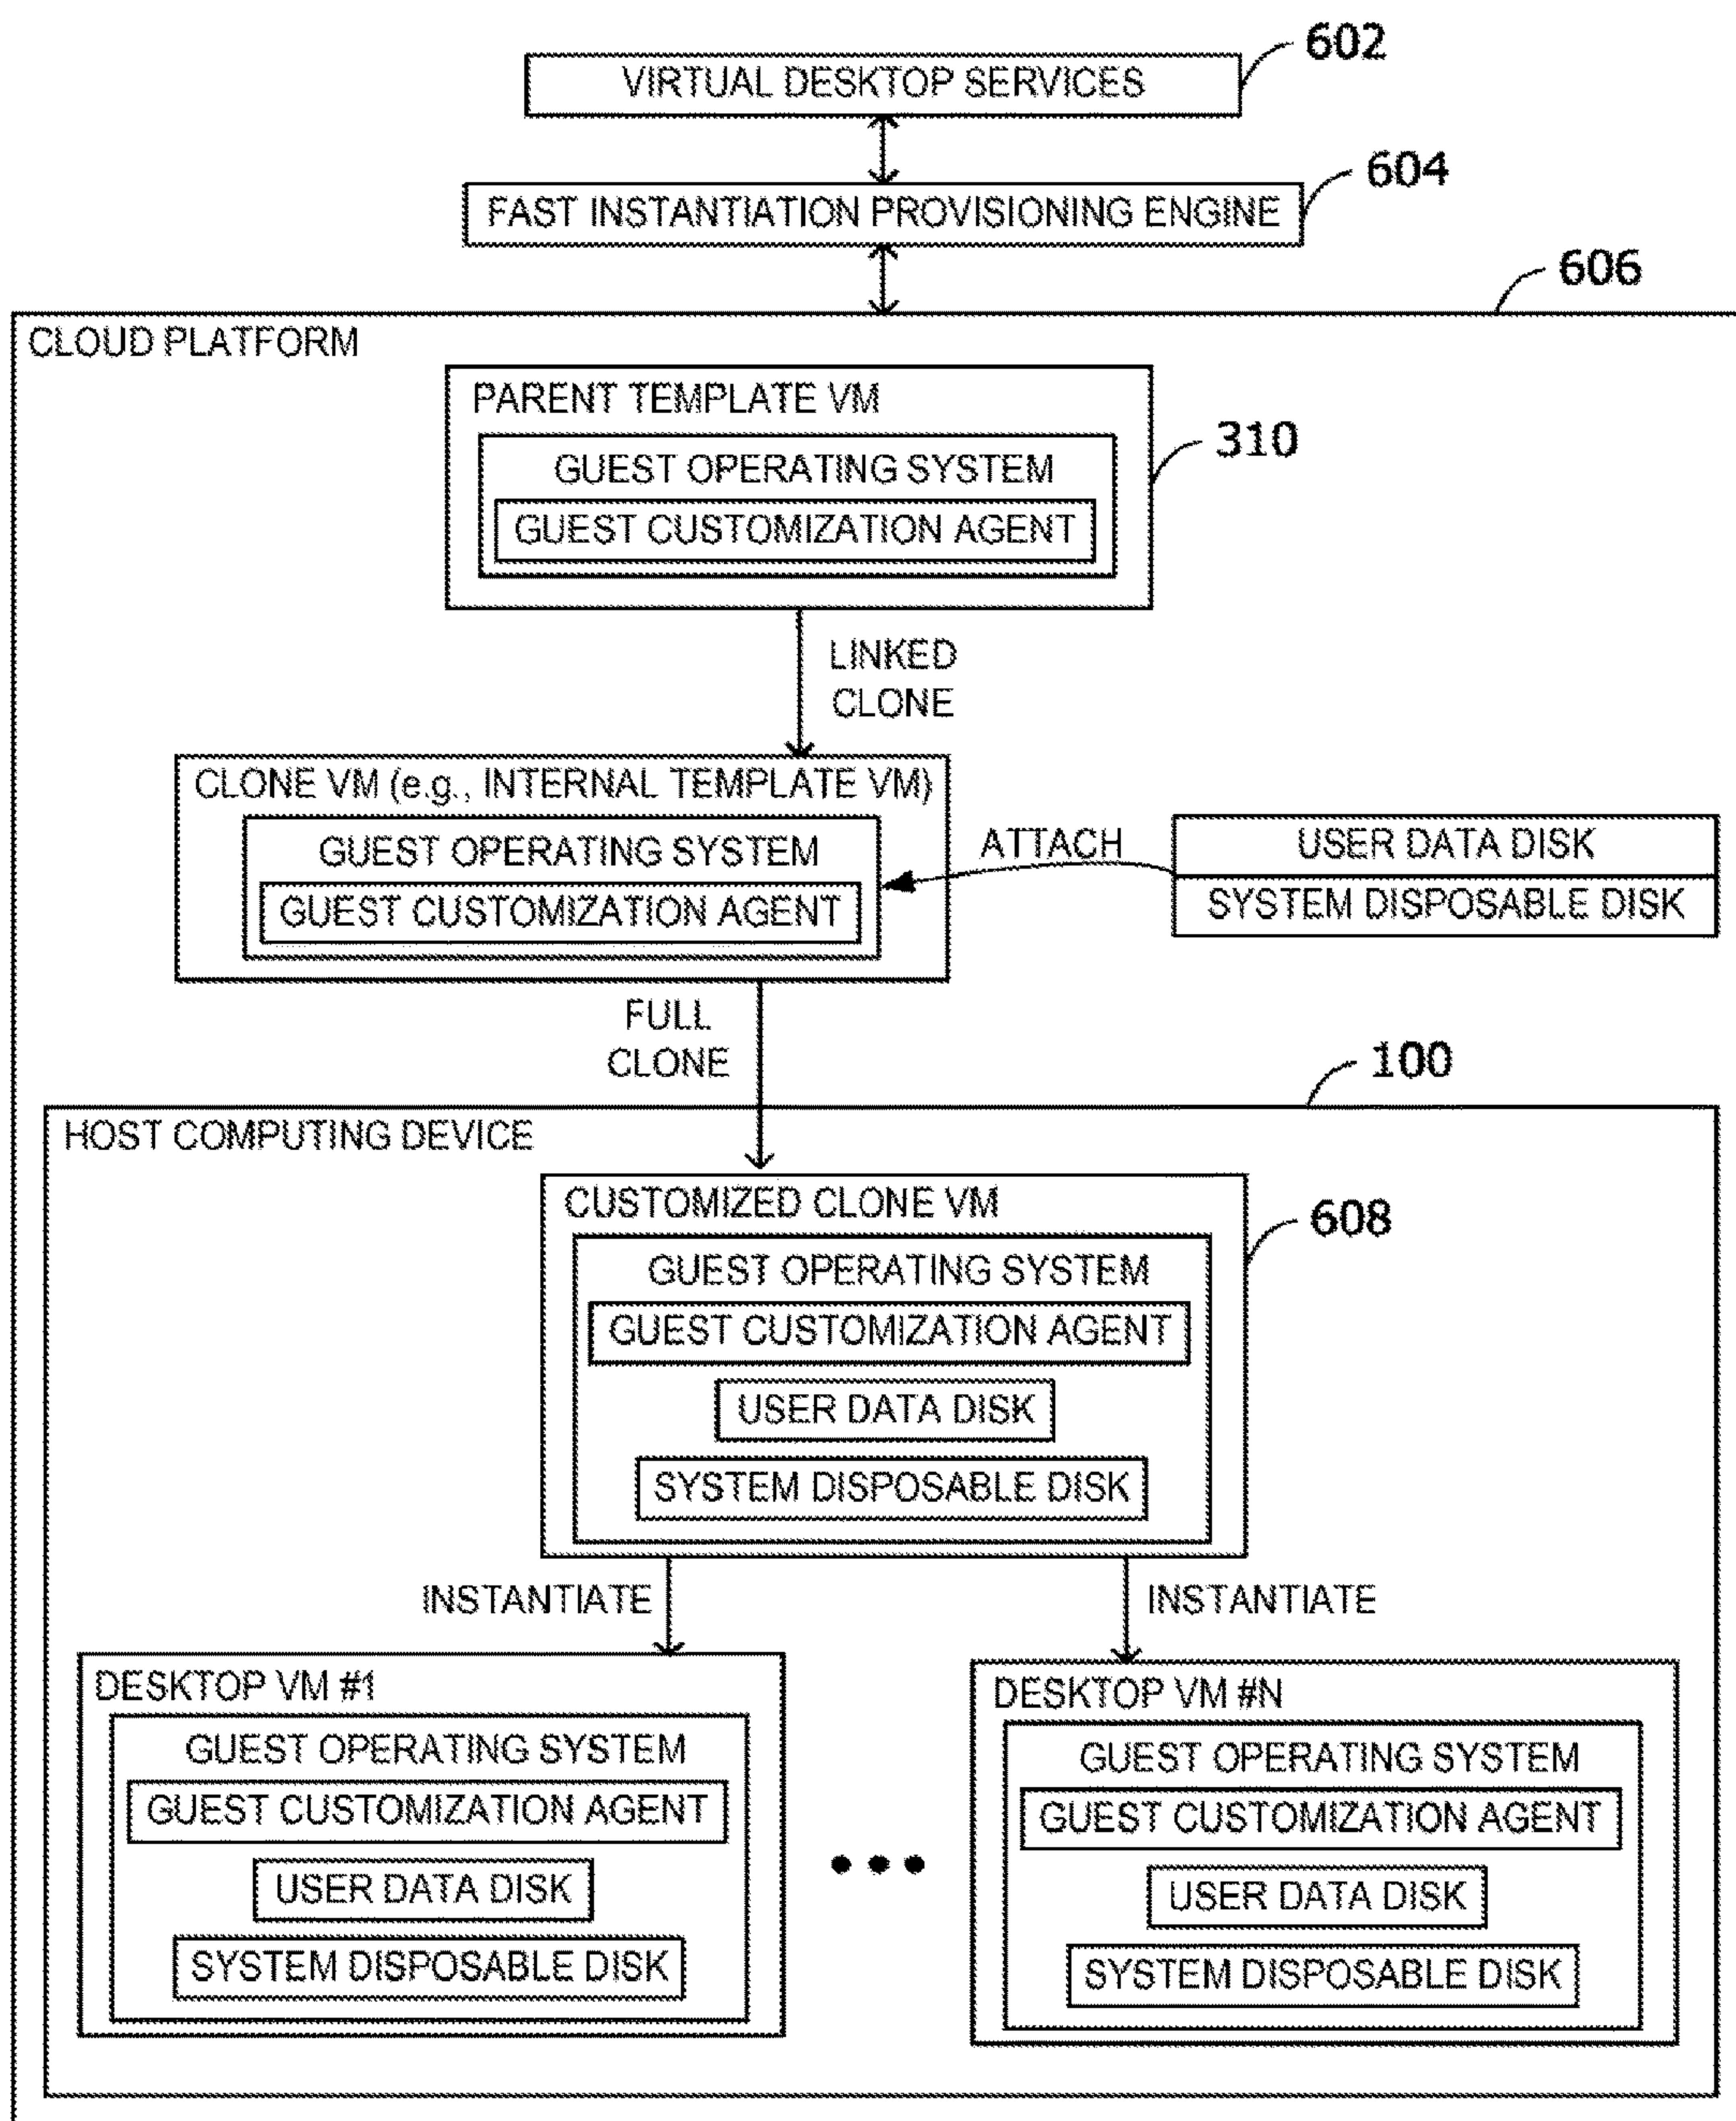 602
VIRTUAL DESKTOP SERVICES
604
FAST INSTANTIATION PROVISIONING ENGINE
606
CLOUD PLATFORM
PARENT TEMPLATE VM
310
GUEST OPERATING SYSTEM
GUEST CUSTOMIZATION AGENT
LINKED
CLONE
CLONE VM (e.g., INTERNAL TEMPLATE VM)
GUEST OPERATING SYSTEM
GUEST CUSTOMIZATION AGENT
ATTACH
USER DATA DISK
SYSTEM DISPOSABLE DISK
FULL
CLONE
100
HOST COMPUTING DEVICE
CUSTOMIZED CLONE VM
608
GUEST OPERATING SYSTEM
GUEST CUSTOMIZATION AGENT
USER DATA DISK
SYSTEM DISPOSABLE DISK
INSTANTIATE
INSTANTIATE
DESKTOP VM #1
GUEST OPERATING SYSTEM
GUEST CUSTOMIZATION AGENT
USER DATA DISK
SYSTEM DISPOSABLE DISK
• • •
DESKTOP VM #N
GUEST OPERATING SYSTEM
GUEST CUSTOMIZATION AGENT
USER DATA DISK
SYSTEM DISPOSABLE DISK